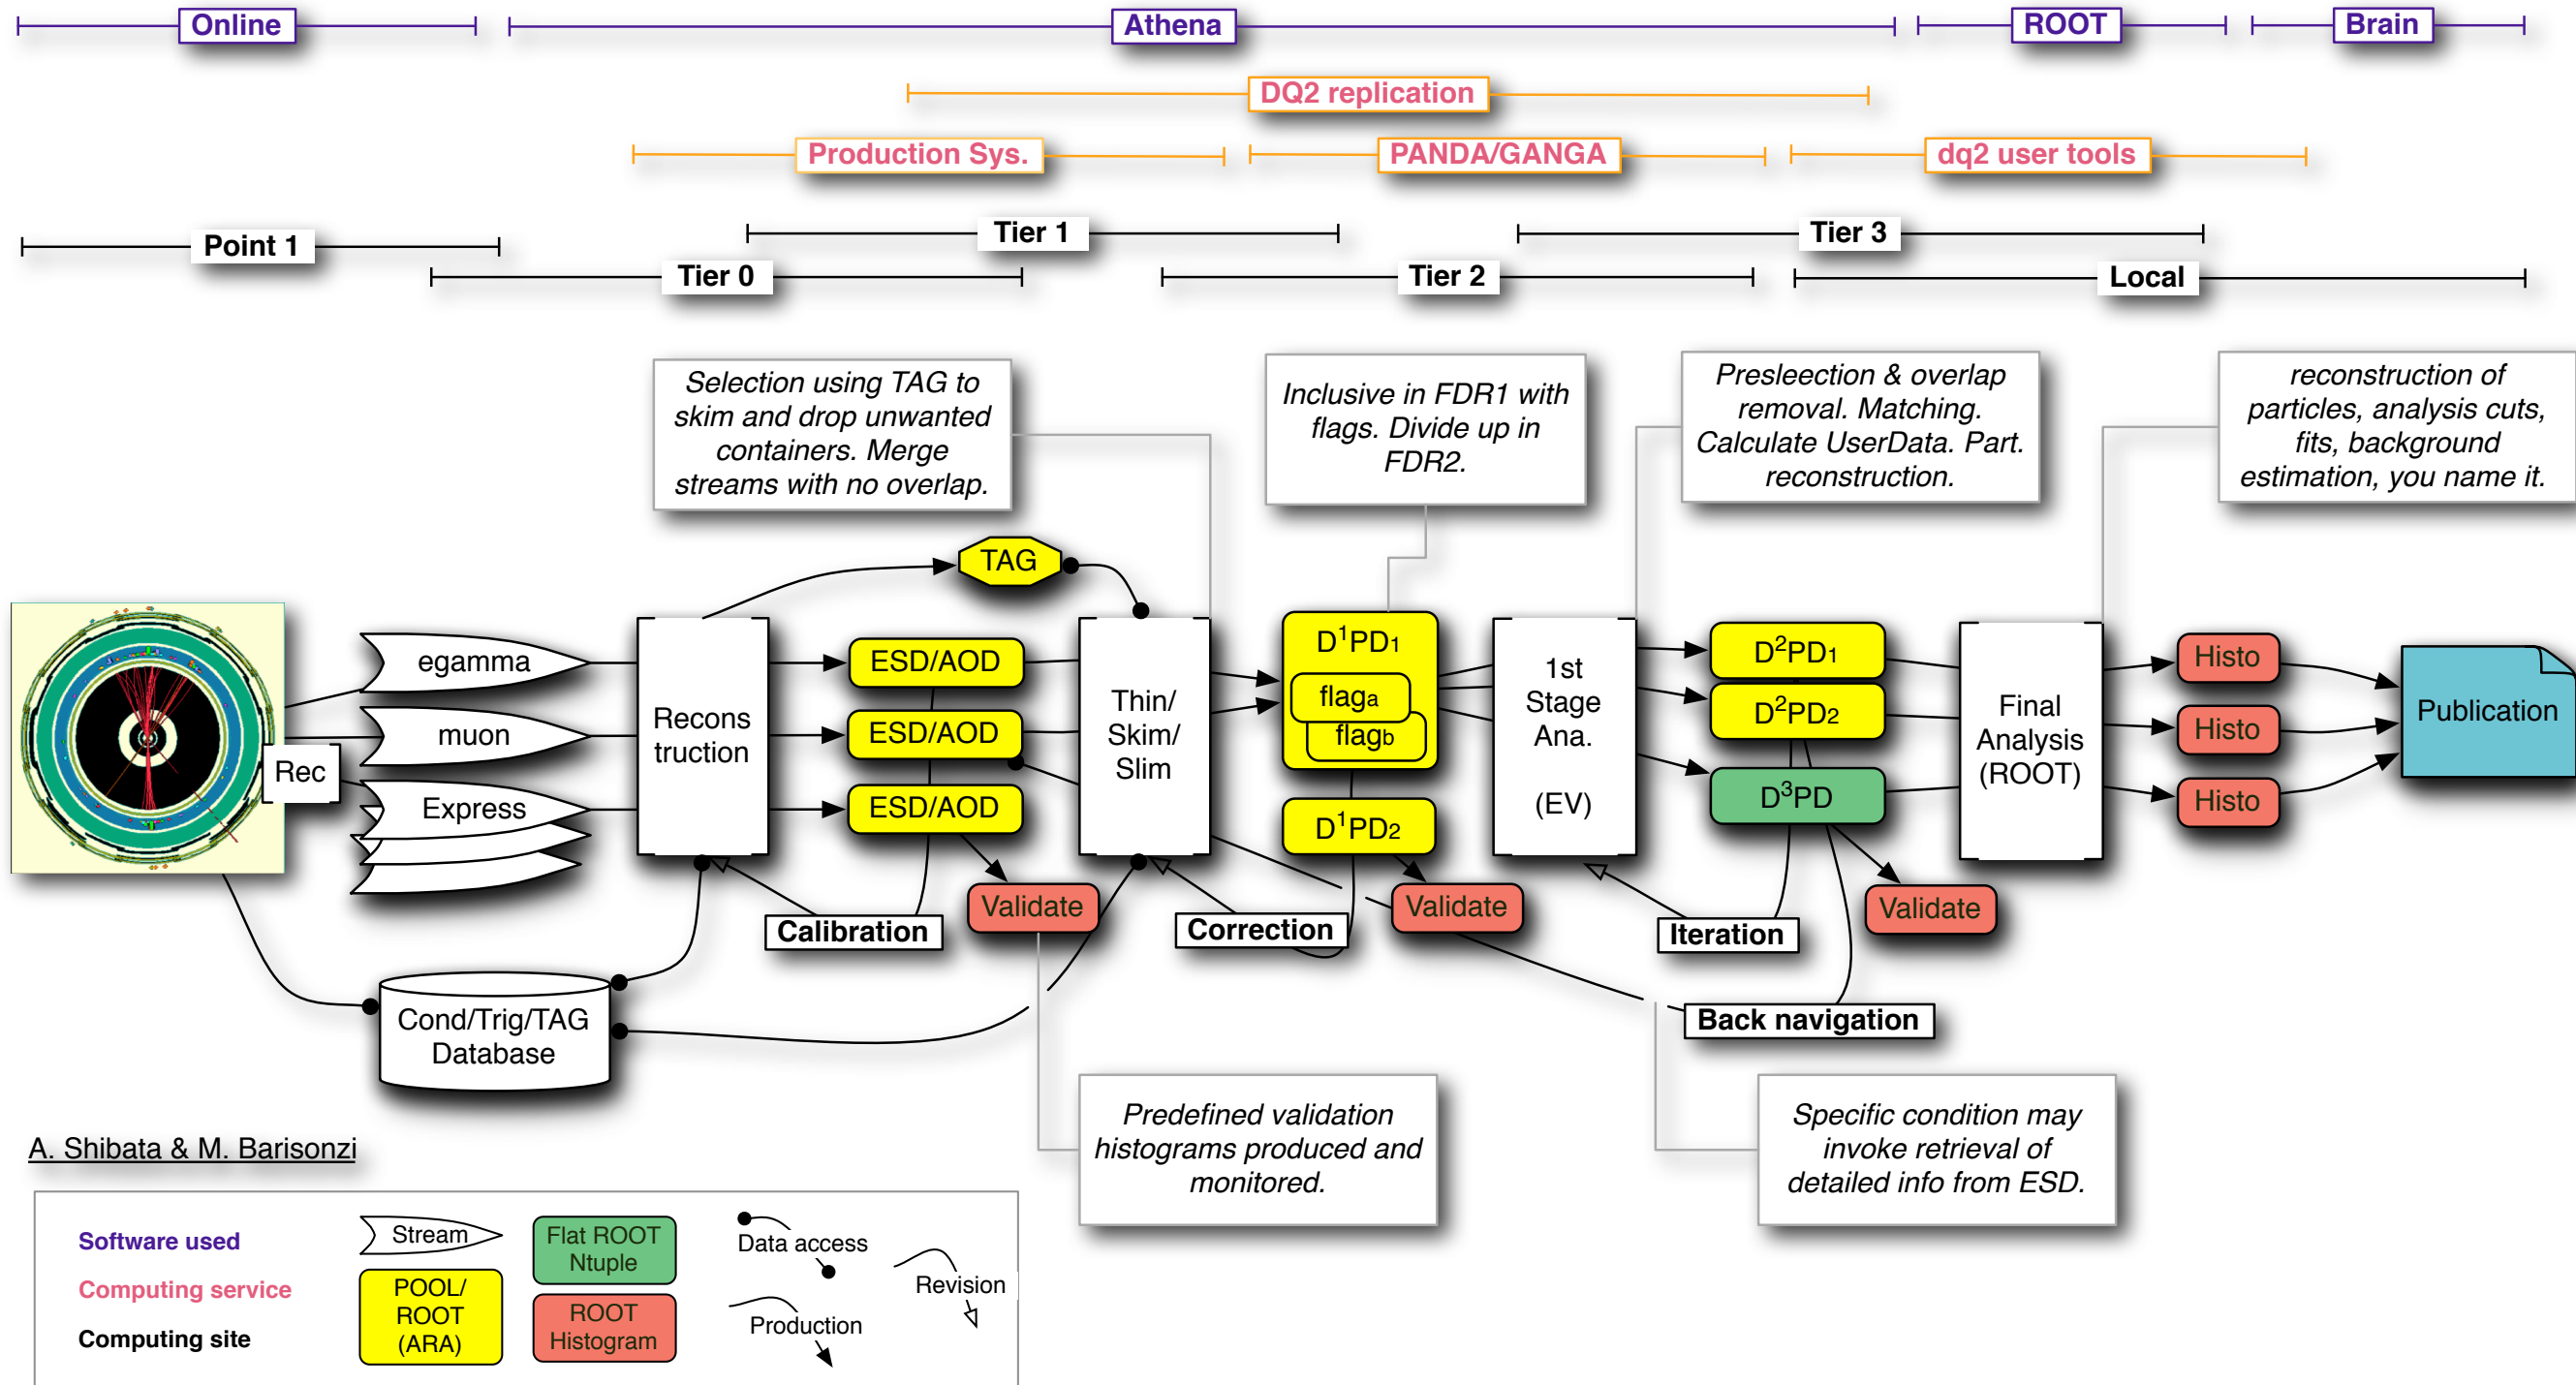 Online
Athena
ROOT
Brain
DQ2 replication
Production Sys.
PANDA/GANGA
dq2 user tools
Point 1
Tier 1
Tier 3
Tier 0
Tier 2
Local
Selection using TAG to
skim and drop unwanted
containers. Merge
streams with no overlap.
Inclusive in FDR1 with
flags. Divide up in
FDR2.
Presleection & overlap
removal. Matching.
Calculate UserData. Part.
reconstruction.
reconstruction of
particles, analysis cuts,
fits, background
estimation, you name it.
TAG
Rec
egamma
muon
Express
Recons
truction
ESD/AOD
ESD/AOD
ESD/AOD
Thin/
Skim/
Slim
D¹PD1
flaga
flagb
D¹PD2
1st
Stage
Ana.
(EV)
D²PD1
D²PD2
D³PD
Final
Analysis
(ROOT)
Histo
Histo
Histo
Publication
Validate
Validate
Validate
Calibration
Correction
Iteration
Back navigation
Cond/Trig/TAG
Database
Predefined validation
histograms produced and
monitored.
Specific condition may
invoke retrieval of
detailed info from ESD.
A. Shibata & M. Barisonzi
Software used
Computing service
Computing site
Stream
POOL/
ROOT
(ARA)
Flat ROOT
Ntuple
ROOT
Histogram
Data access
Production
Revision